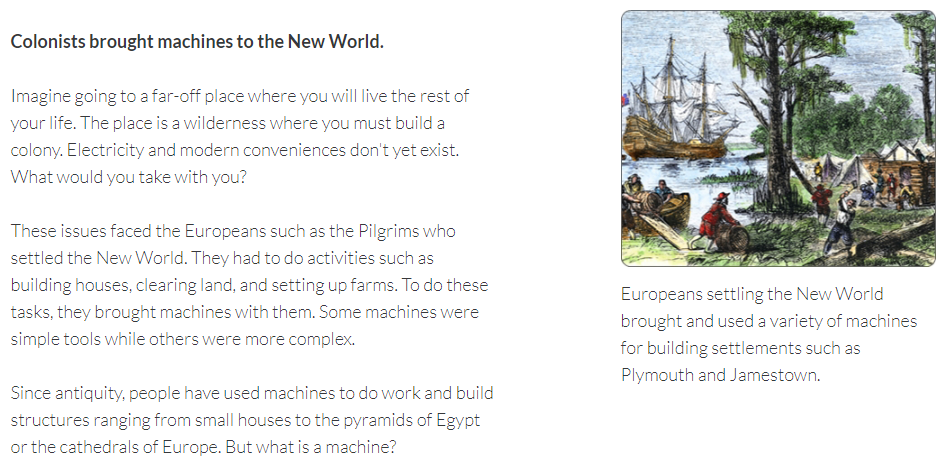 Colonists brought machines to the New World.
Imagine going to a far-off place where you will live the rest of
your life. The place is a wilderness where you must build a
colony. Electricity and modern conveniences don't yet exist.
What would you take with you?
These issues faced the Europeans such as the Pilgrims who
settled the New World. They had to do activities such as
building houses, clearing land, and setting up farms. To do these
tasks, they brought machines with them. Some machines were
simple tools while others were more complex.
Since antiquity, people have used machines to do work and build
structures ranging from small houses to the pyramids of Egypt
or the cathedrals of Europe. But what is a machine?
Europeans settling the New World
brought and used a variety of machines
for building settlements such as
Plymouth and Jamestown.